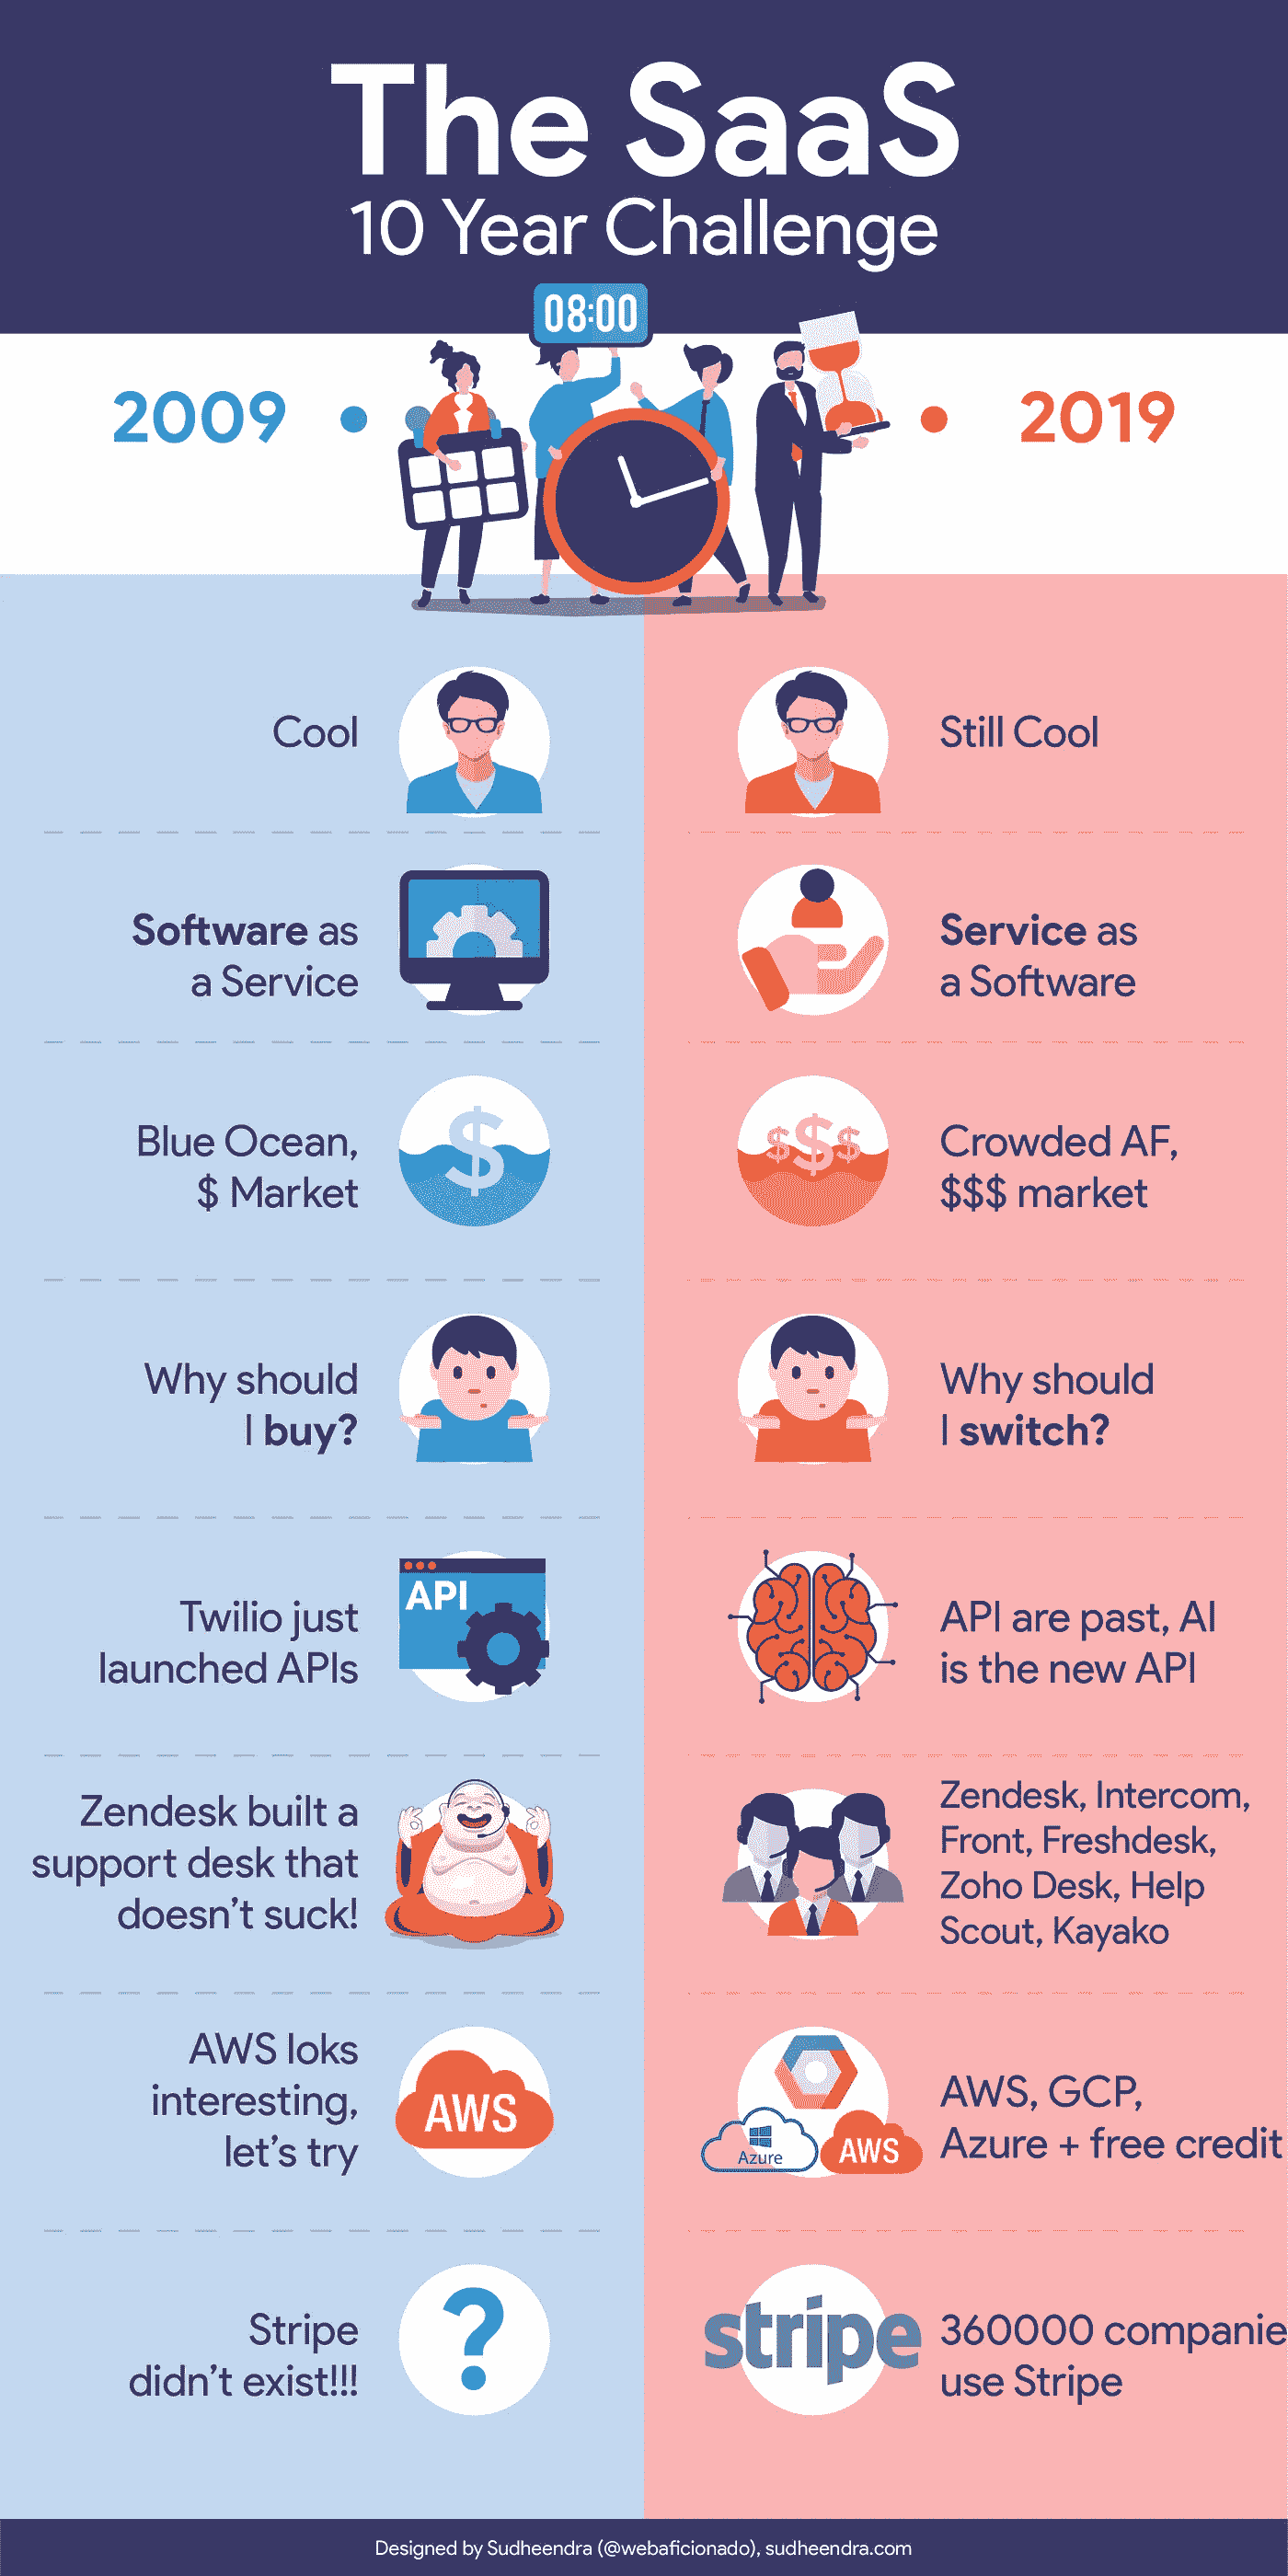 The SaaS
10 Year Challenge
08:00
2009
2019
Cool
Still Cool
Software as
a Service
Service as
a Software
Blue Ocean,
$ Market
$
$$$
Crowded AF,
$$$ market
Why should
I buy?
Why should
I switch?
Twilio just
launched APIs
API
API are past, AI
is the new API
Zendesk built a
support desk that
doesn't suck!
Zendesk, Intercom,
Front, Freshdesk,
Zoho Desk, Help
Scout, Kayako
AWS loks
interesting,
let's try
AWS
Azure
AWS
AWS, GCP,
Azure + free credit
Stripe
didn't exist!!!
?
stripe
360000 companie
use Stripe
Designed by Sudheendra (@webaficionado), sudheendra.com